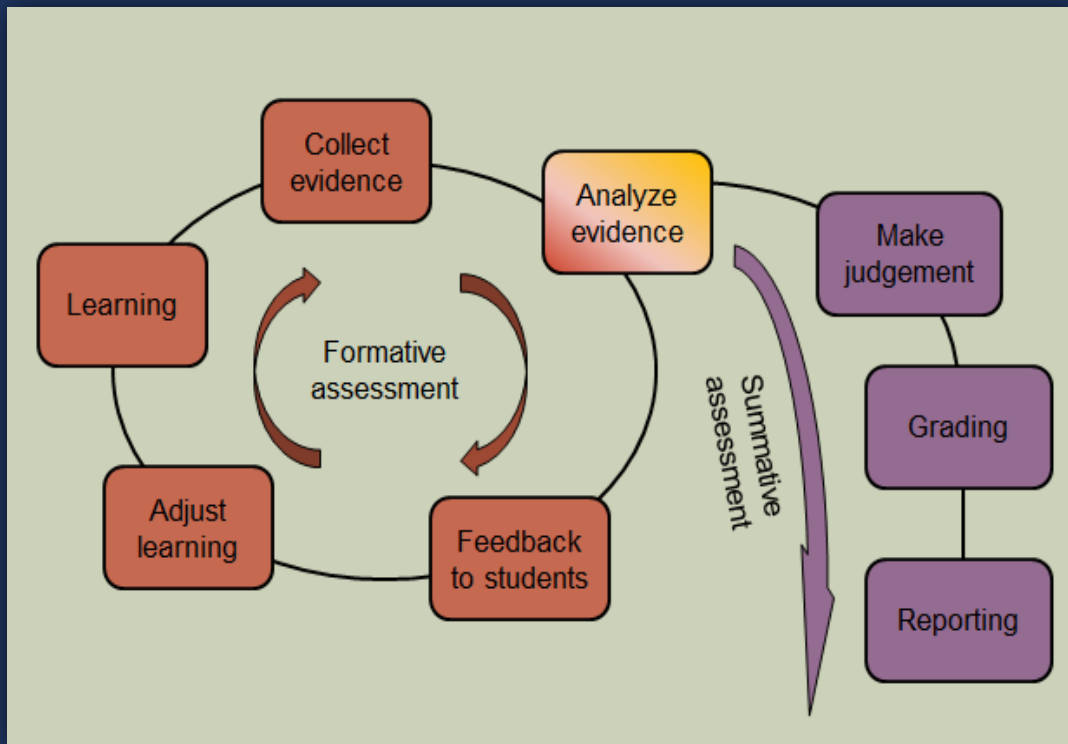 Collect
evidence
Analyze
evidence
Make
judgement
Learning
Formative
assessment
Summative
assessment
Grading
Adjust
learning
Feedback
to students
Reporting